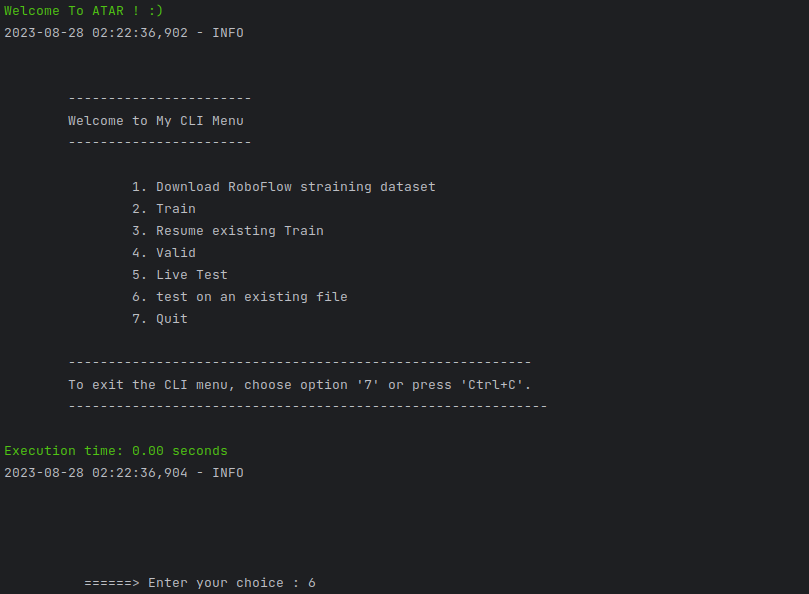 Welcome To ATAR ! :)
2023-08-28 02:22:36,902 - INFO
-----------------------
Welcome to My CLI Menu
-----------------------
1. Download RoboFlow straining dataset
2. Train
3. Resume existing Train
4. Valid
5. Live Test
6. test on an existing file
7. Quit
----------------------------------------------------------
To exit the CLI menu, choose option '7' or press 'Ctrl+C'.
------------------------------------------------------------
Execution time: 0.00 seconds
2023-08-28 02:22:36,904 - INFO
======> Enter your choice : 6